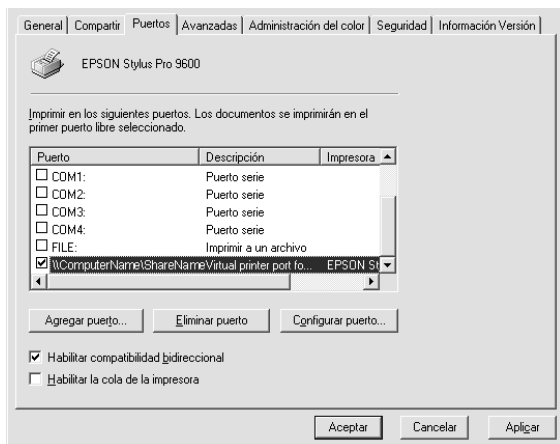 General Compartir Puertos Avanzadas Administración del color Seguridad Información Versión
EPSON Stylus Pro 9600
Imprimir en los siguientes puertos. Los documentos se imprimirán en el
primer puerto libre seleccionado.
Puerto Descripción Impresora
COM1: Puerto serie
COM2: Puerto serie
COM3: Puerto serie
COM4: Puerto serie
FILE: Imprimir a un archivo
\\ComputerName\ShareName Virtual printer port fo... EPSON St
Agregar puerto... Eliminar puerto Configurar puerto...
Habilitar compatibilidad bidireccional
Habilitar la cola de la impresora
Aceptar Cancelar Aplicar